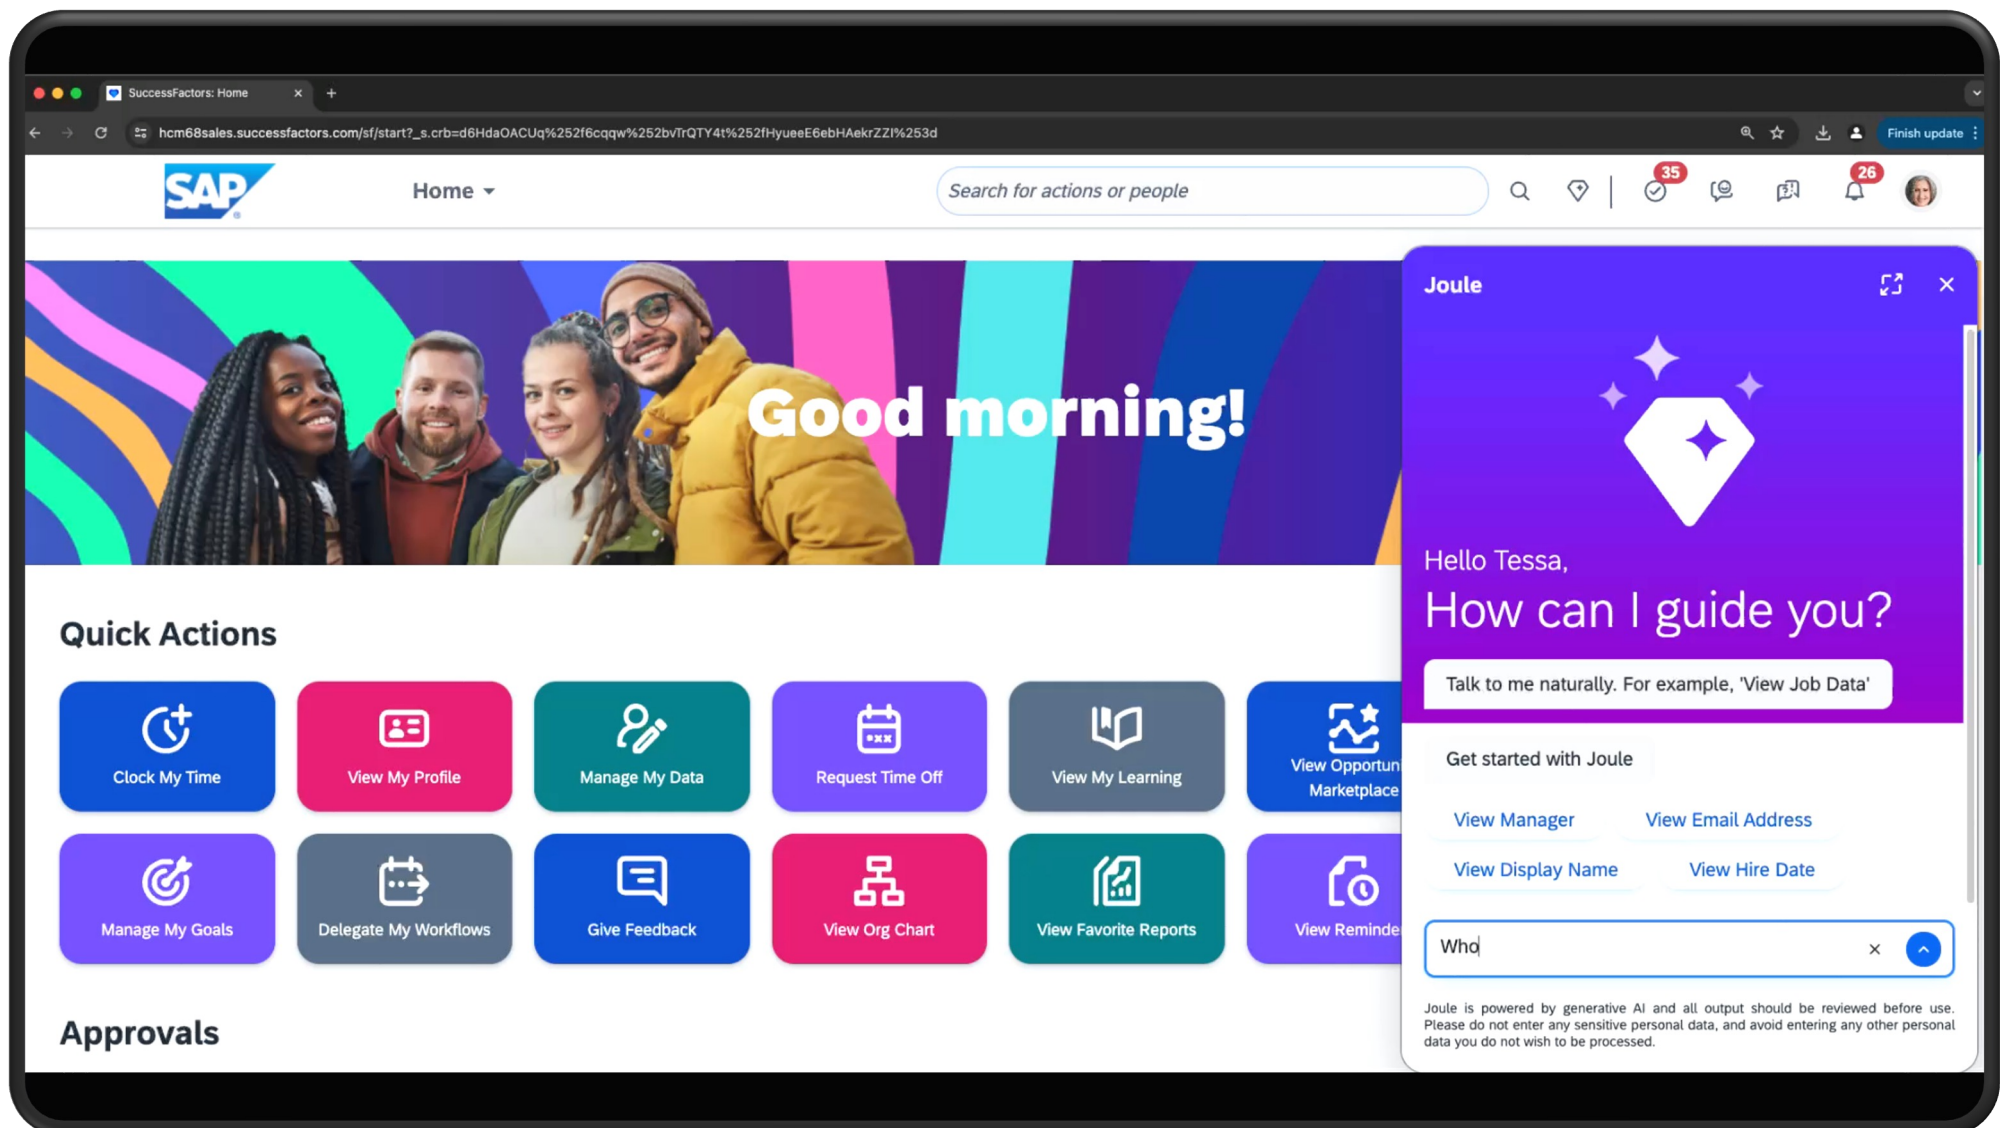 SuccessFactors: Home
hcm68sales.successfactors.com/sf/start?_s.crb=d6HdaOACUq%252f6cqqw%252bvTrQTY4t%252fHyueeE6ebHAekrZZI%253d
Finish update
SAP
Home
Search for actions or people
35
26
Good morning!
Quick Actions
Clock My Time
View My Profile
Manage My Data
Request Time Off
View My Learning
View Opportuni
Marketplace
Manage My Goals
Delegate My Workflows
Give Feedback
View Org Chart
View Favorite Reports
View Reminde
Approvals
Joule
Hello Tessa,
How can I guide you?
Talk to me naturally. For example, 'View Job Data'
Get started with Joule
View Manager
View Email Address
View Display Name
View Hire Date
Who
Joule is powered by generative AI and all output should be reviewed before use.
Please do not enter any sensitive personal data, and avoid entering any other personal
data you do not wish to be processed.